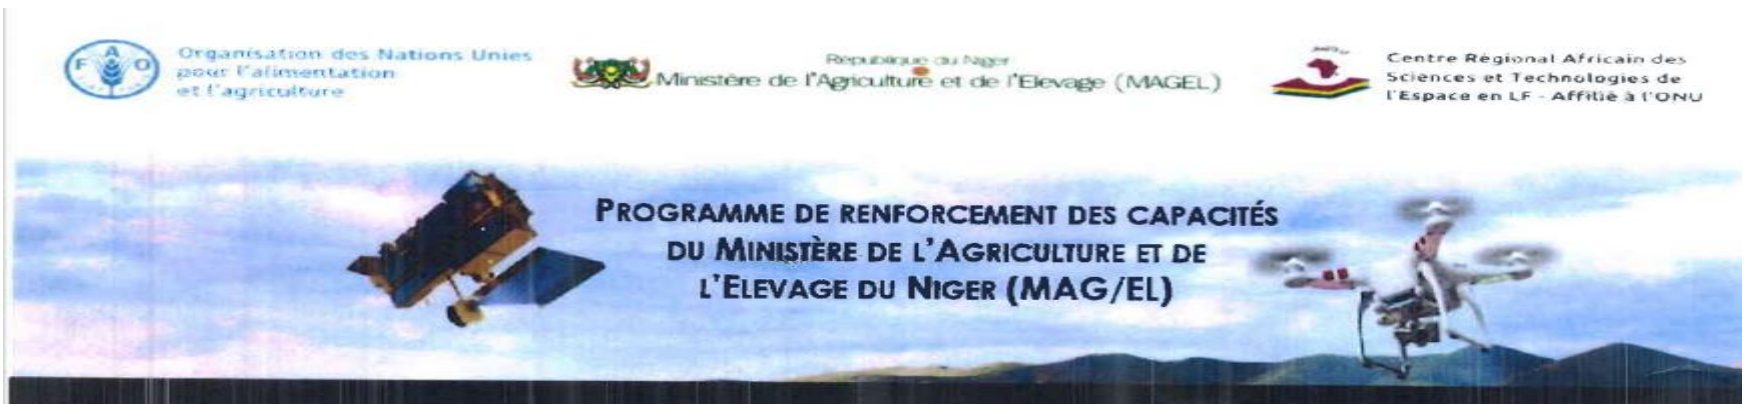 F A O
Organisation des Nations Unies
pour l'alimentation
et l'agriculture
République du Niger
Ministère de l'Agriculture et de l'Elevage (MAGEL)
Centre Régional Africain des
Sciences et Technologies de
l'Espace en LF - Affilié à l'ONU
PROGRAMME DE RENFORCEMENT DES CAPACITÉS
DU MINISTÈRE DE L'AGRICULTURE ET DE
L'ELEVAGE DU NIGER (MAG/EL)